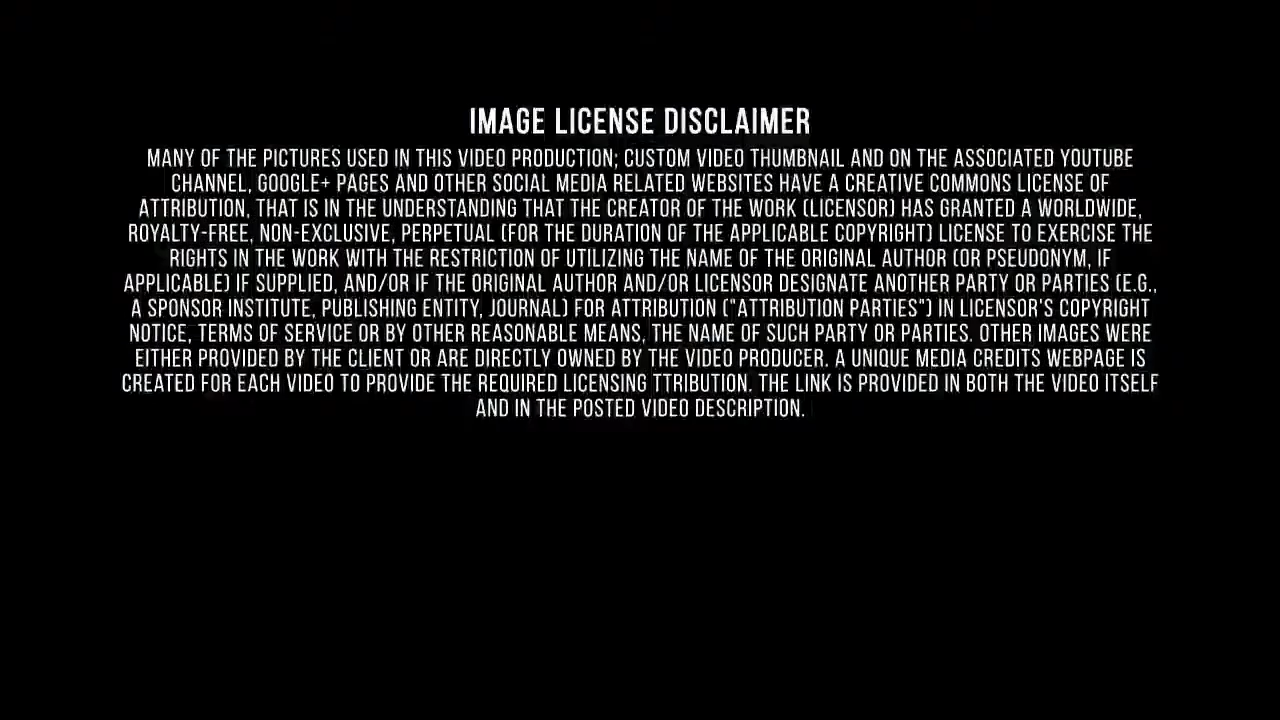 IMAGE LICENSE DISCLAIMER
MANY OF THE PICTURES USED IN THIS VIDEO PRODUCTION; CUSTOM VIDEO THUMBNAIL AND ON THE ASSOCIATED YOUTUBE
CHANNEL, GOOGLE+ PAGES AND OTHER SOCIAL MEDIA RELATED WEBSITES HAVE A CREATIVE COMMONS LICENSE OF
ATTRIBUTION, THAT IS IN THE UNDERSTANDING THAT THE CREATOR OF THE WORK (LICENSOR) HAS GRANTED A WORLDWIDE,
ROYALTY-FREE, NON-EXCLUSIVE, PERPETUAL (FOR THE DURATION OF THE APPLICABLE COPYRIGHT) LICENSE TO EXERCISE THE
RIGHTS IN THE WORK WITH THE RESTRICTION OF UTILIZING THE NAME OF THE ORIGINAL AUTHOR (OR PSEUDONYM, IF
APPLICABLE) IF SUPPLIED, AND/OR IF THE ORIGINAL AUTHOR AND/OR LICENSOR DESIGNATE ANOTHER PARTY OR PARTIES (E.G.,
A SPONSOR INSTITUTE, PUBLISHING ENTITY, JOURNAL) FOR ATTRIBUTION ("ATTRIBUTION PARTIES") IN LICENSOR'S COPYRIGHT
NOTICE, TERMS OF SERVICE OR BY OTHER REASONABLE MEANS, THE NAME OF SUCH PARTY OR PARTIES. OTHER IMAGES WERE
EITHER PROVIDED BY THE CLIENT OR ARE DIRECTLY OWNED BY THE VIDEO PRODUCER. A UNIQUE MEDIA CREDITS WEBPAGE IS
CREATED FOR EACH VIDEO TO PROVIDE THE REQUIRED LICENSING TTRIBUTION. THE LINK IS PROVIDED IN BOTH THE VIDEO ITSELF
AND IN THE POSTED VIDEO DESCRIPTION.